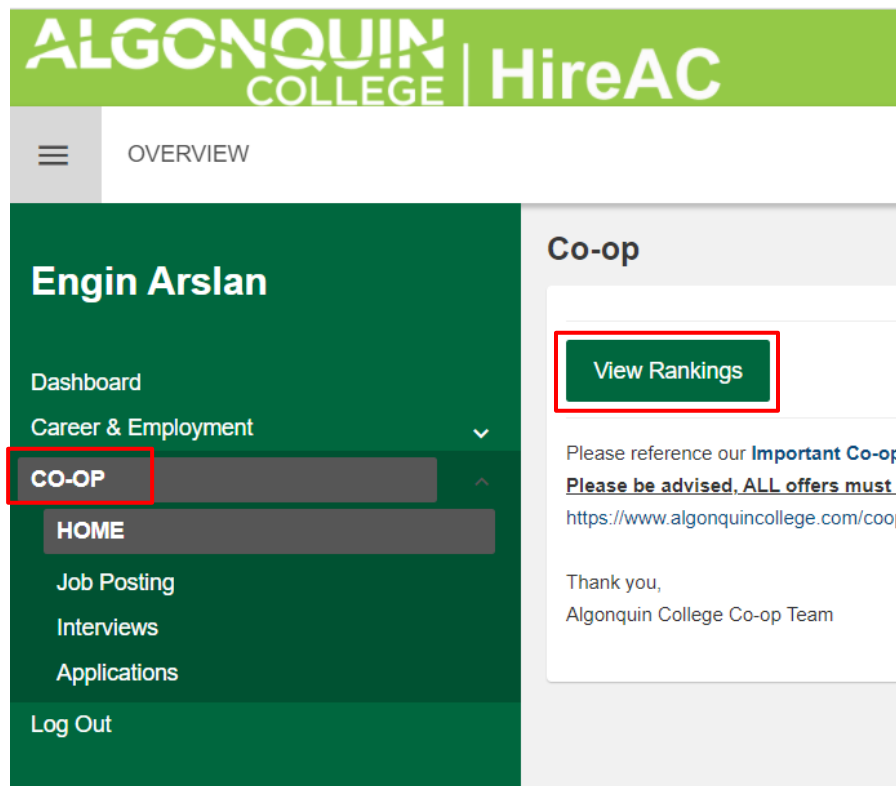 ALGONQUIN
COLLEGE | HireAC
OVERVIEW
Engin Arslan
Dashboard
Career & Employment
CO-OP
HOME
Job Posting
Interviews
Applications
Log Out
Co-op
View Rankings
Please reference our Important Co-op
Please be advised, ALL offers must
https://www.algonquincollege.com/coop
Thank you,
Algonquin College Co-op Team